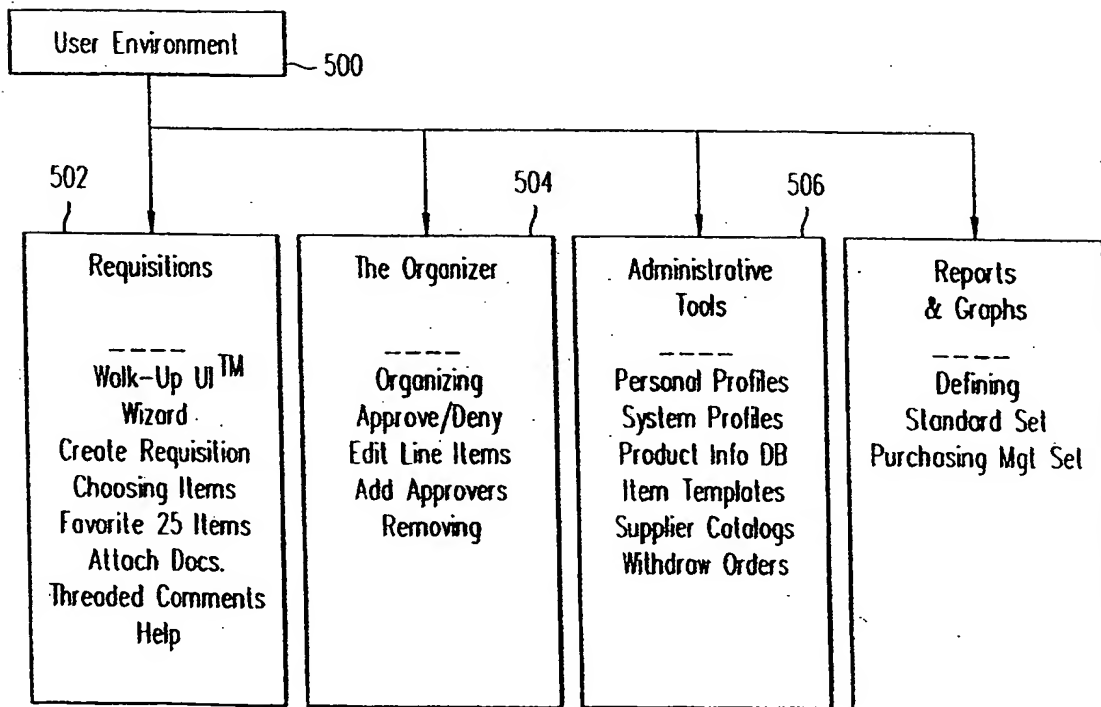 User Environment
500
502
504
506
Requisitions
Walk-Up UI™
Wizard
Create Requisition
Choosing Items
Favorite 25 Items
Attach Docs.
Threaded Comments
Help
The Organizer
Organizing
Approve/Deny
Edit Line Items
Add Approvers
Removing
Administrative
Tools
Personal Profiles
System Profiles
Product Info DB
Item Templates
Supplier Catalogs
Withdraw Orders
Reports
& Graphs
Defining
Standard Set
Purchasing Mgt Set